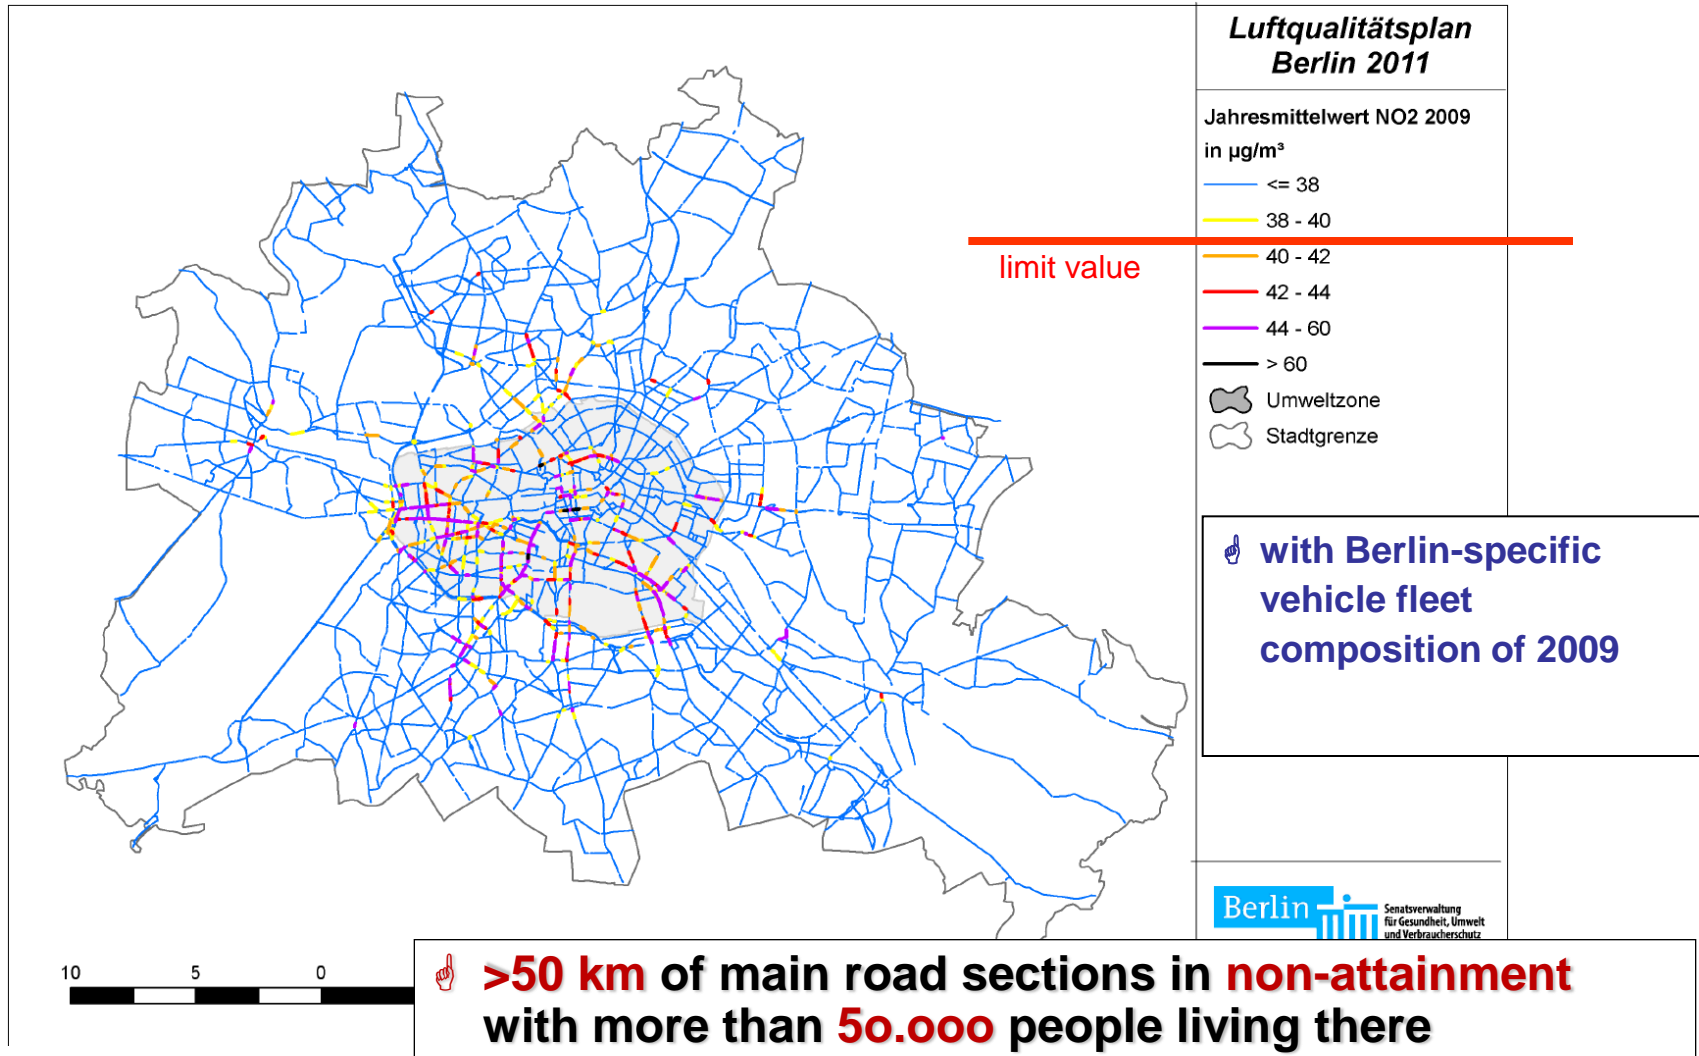 Luftqualitätsplan
Berlin 2011
Jahresmittelwert NO2 2009
in µg/m³
<= 38
38 - 40
limit value
40 - 42
42 - 44
44 - 60
> 60
Umweltzone
Stadtgrenze
with Berlin-specific
vehicle fleet
composition of 2009
Berlin
Senatsverwaltung
für Gesundheit, Umwelt
und Verbraucherschutz
10 5 0
>50 km of main road sections in non-attainment
with more than 5o.ooo people living there